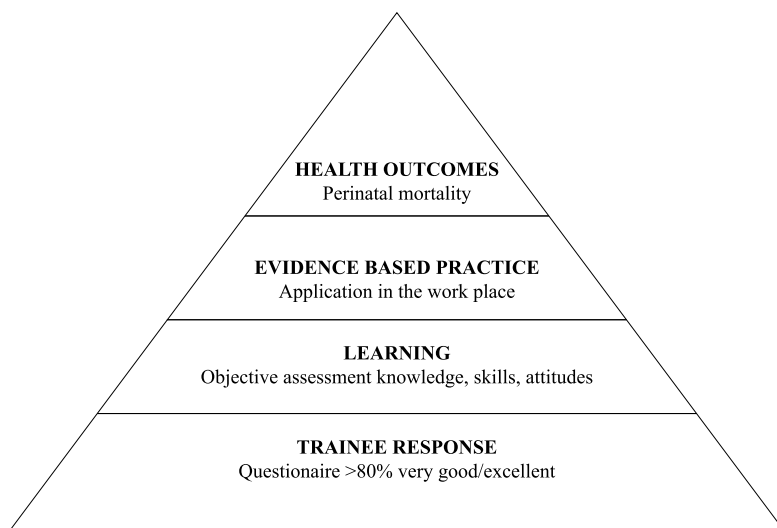 HEALTH OUTCOMES
Perinatal mortality
EVIDENCE BASED PRACTICE
Application in the work place
LEARNING
Objective assessment knowledge, skills, attitudes
TRAINEE RESPONSE
Questionaire >80% very good/excellent